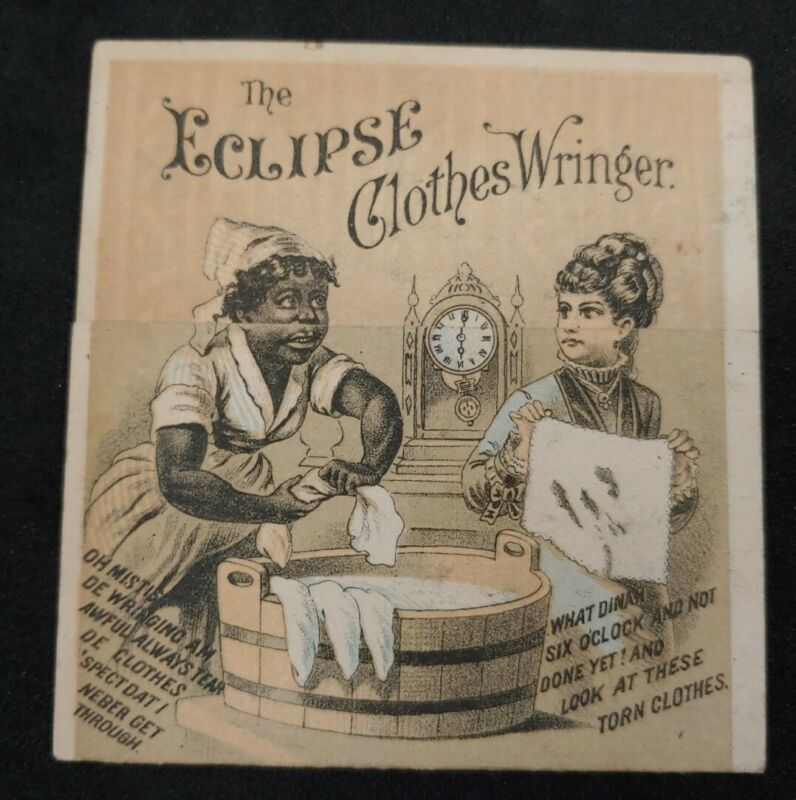 The
ECLIPSE
Clothes Wringer.
OH MISTIS
DE WRINGING AM
AWFUL, ALWAYS TEAR
DE CLOTHES
'SPECT DAT I
NEBER GET
THROUGH.
WHAT DINAH
SIX O'CLOCK AND NOT
DONE YET! AND
LOOK AT THESE
TORN CLOTHES.